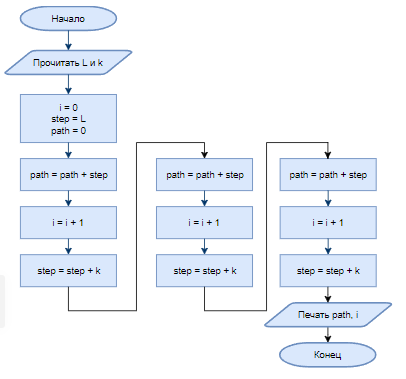 Начало
Прочитать L и k
i = 0
step = L
path = 0
path = path + step
i = i + 1
step = step + k
path = path + step
i = i + 1
step = step + k
path = path + step
i = i + 1
step = step + k
Печать path, i
Конец